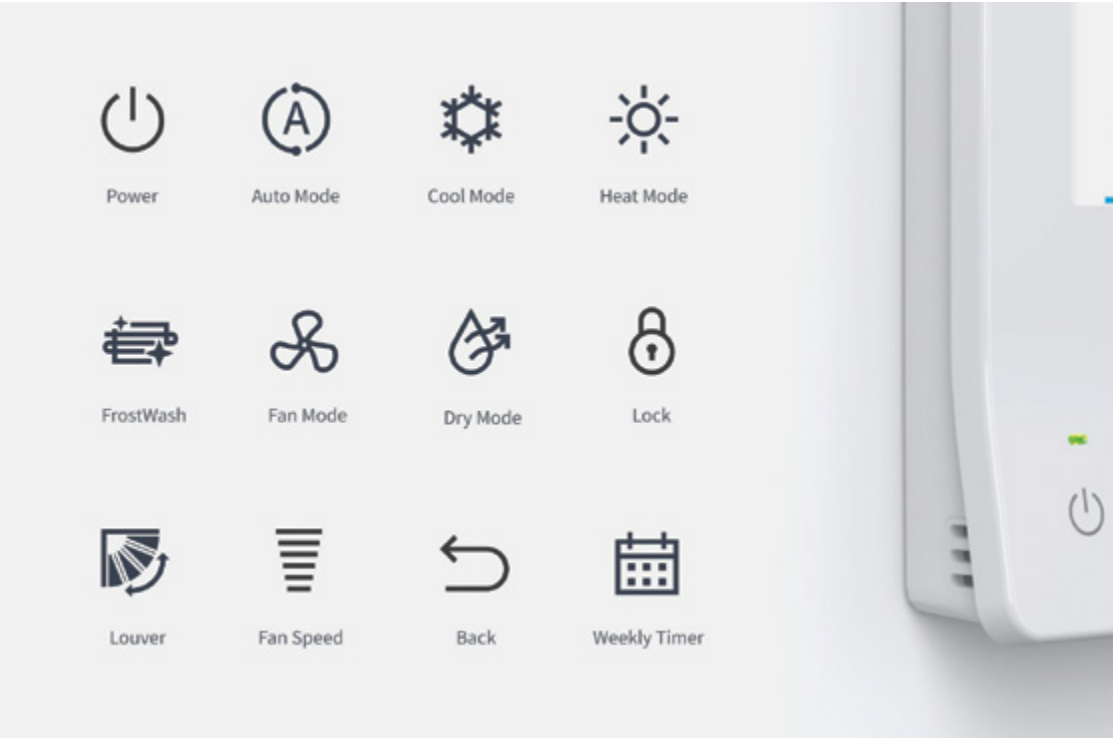 Power
Auto Mode
Cool Mode
Heat Mode
FrostWash
Fan Mode
Dry Mode
Lock
Louver
Fan Speed
Back
Weekly Timer